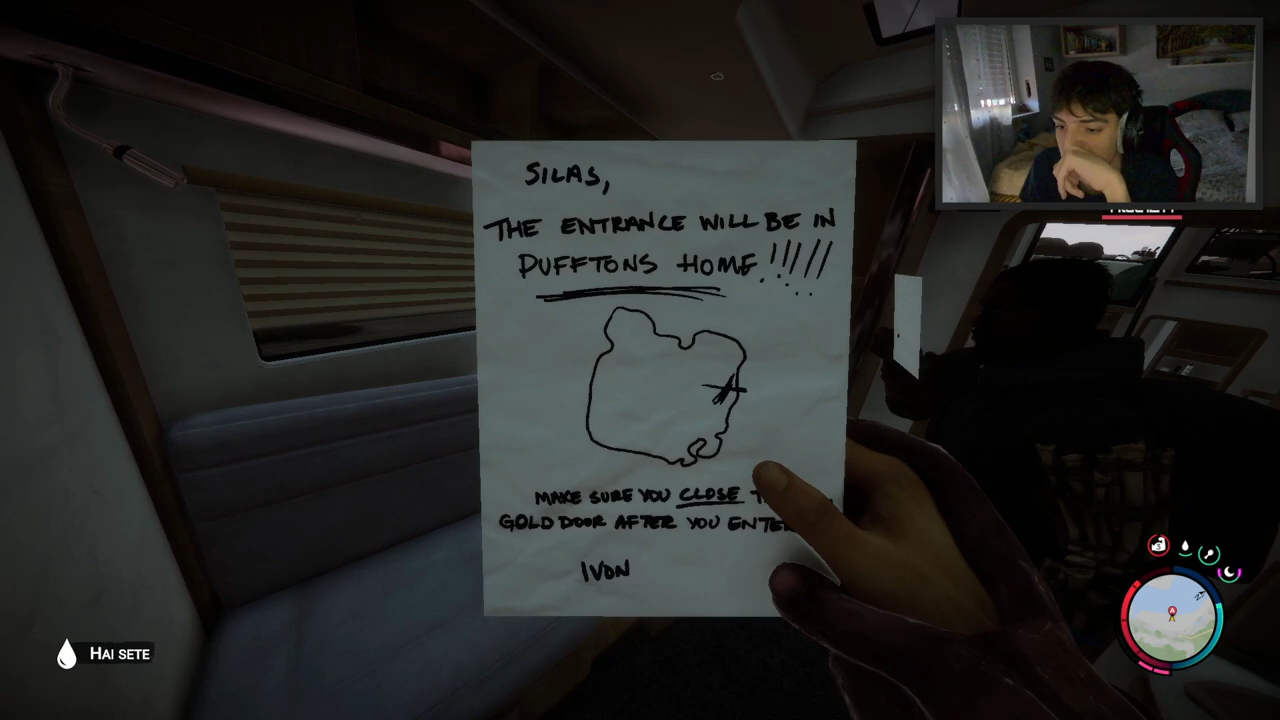 SILAS,
THE ENTRANCE WILL BE IN
PUFFTONS HOME!!!!!
MAKE SURE YOU CLOSE
GOLD DOOR AFTER YOU ENTER
IVON
HAI SETE